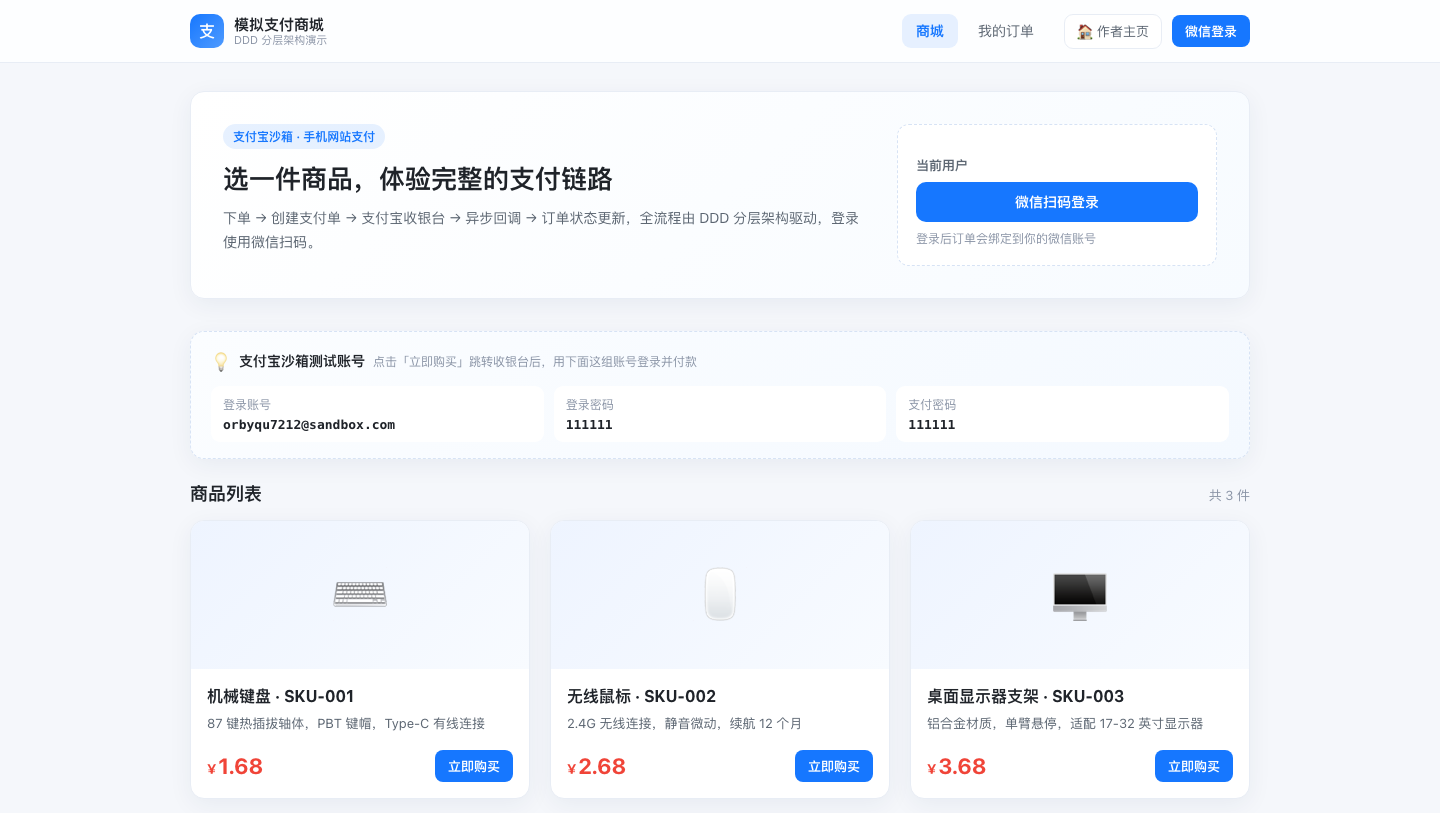 支
模拟支付商城
DDD 分层架构演示
商城
我的订单
🏠 作者主页
微信登录
支付宝沙箱 · 手机网站支付
选一件商品，体验完整的支付链路
下单 → 创建支付单 → 支付宝收银台 → 异步回调 → 订单状态更新，全流程由 DDD 分层架构驱动，登录
使用微信扫码。
当前用户
微信扫码登录
登录后订单会绑定到你的微信账号
💡 支付宝沙箱测试账号 点击「立即购买」跳转收银台后，用下面这组账号登录并付款
登录账号
orbyqu7212@sandbox.com
登录密码
111111
支付密码
111111
商品列表
共 3 件
机械键盘 · SKU-001
87 键热插拔轴体，PBT 键帽，Type-C 有线连接
¥1.68
立即购买
无线鼠标 · SKU-002
2.4G 无线连接，静音微动，续航 12 个月
¥2.68
立即购买
桌面显示器支架 · SKU-003
铝合金材质，单臂悬停，适配 17-32 英寸显示器
¥3.68
立即购买